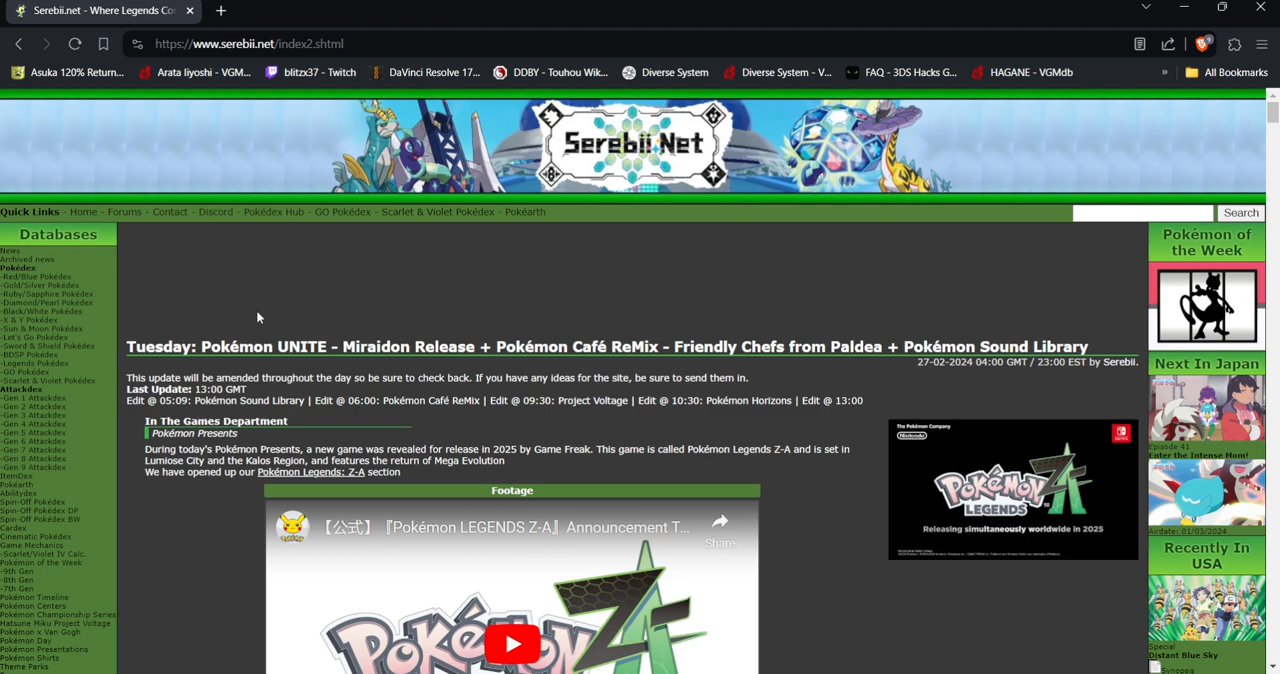 Serebii.net - Where Legends Co
https://www.serebii.net/index2.shtml
9
Asuka 120% Return...
Arata Iiyoshi - VGM...
blitzx37 - Twitch
DaVinci Resolve 17...
DDBY - Touhou Wik...
Diverse System
Diverse System - V...
FAQ - 3DS Hacks G...
HAGANE - VGMdb
»
All Bookmarks
Serebii.Net
Quick Links - Home - Forums - Contact - Discord - Pokédex Hub - GO Pokédex - Scarlet & Violet Pokédex - Pokéarth
Search
Databases
News
Archived news
Pokédex
-Red/Blue Pokédex
-Gold/Silver Pokédex
-Ruby/Sapphire Pokédex
-Diamond/Pearl Pokédex
-Black/White Pokédex
-X & Y Pokédex
-Sun & Moon Pokédex
-Let's Go Pokédex
-Sword & Shield Pokédex
-BDSP Pokédex
-Legends Pokédex
-GO Pokédex
-Scarlet & Violet Pokédex
Attackdex
-Gen 1 Attackdex
-Gen 2 Attackdex
-Gen 3 Attackdex
-Gen 4 Attackdex
-Gen 5 Attackdex
-Gen 6 Attackdex
-Gen 7 Attackdex
-Gen 8 Attackdex
-Gen 9 Attackdex
ItemDex
Pokéarth
Abilitydex
Spin-Off Pokédex
Spin-Off Pokédex DP
Spin-Off Pokédex BW
Cardex
Cinematic Pokédex
Game Mechanics
-Scarlet/Violet IV Calc.
Pokémon of the Week
-9th Gen
-8th Gen
-7th Gen
Pokémon Timeline
Pokémon Centers
Pokémon Championship Series
Hatsune Miku Project Voltage
Pokémon x Van Gogh
Pokémon Day
Pokémon Presentations
Pokémon Shirts
Theme Parks
Tuesday: Pokémon UNITE - Miraidon Release + Pokémon Café ReMix - Friendly Chefs from Paldea + Pokémon Sound Library
27-02-2024 04:00 GMT / 23:00 EST by Serebii.
This update will be amended throughout the day so be sure to check back. If you have any ideas for the site, be sure to send them in.
Last Update: 13:00 GMT
Edit @ 05:09: Pokémon Sound Library | Edit @ 06:00: Pokémon Café ReMix | Edit @ 09:30: Project Voltage | Edit @ 10:30: Pokémon Horizons | Edit @ 13:00
In The Games Department
Pokémon Presents
During today's Pokémon Presents, a new game was revealed for release in 2025 by Game Freak. This game is called Pokémon Legends Z-A and is set in
Lumiose City and the Kalos Region, and features the return of Mega Evolution
We have opened up our Pokémon Legends: Z-A section
Footage
【公式】『Pokémon LEGENDS Z-A』Announcement T...
Share
POKéMON ZA
The Pokémon Company
Nintendo
POKéMON
LEGENDS ZA
Releasing simultaneously worldwide in 2025
Pokémon of
the Week
Next In Japan
Episode 41
Enter the Intense Mom!
Airdate: 01/03/2024
Recently In
USA
Special
Distant Blue Sky
Synopsis